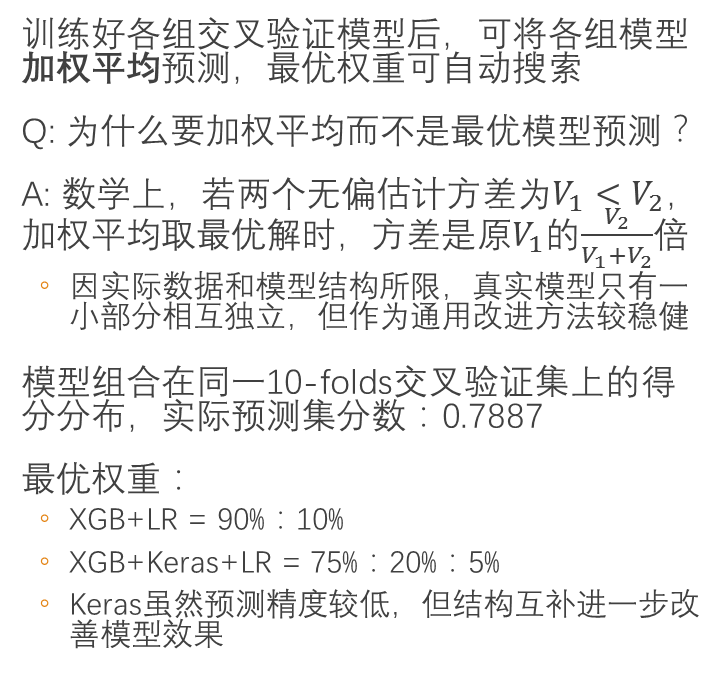 训练好各组交叉验证模型后，可将各组模型
加权平均预测，最优权重可自动搜索
Q: 为什么要加权平均而不是最优模型预测？
A: 数学上，若两个无偏估计方差为V₁ < V₂，
加权平均取最优解时，方差是原V₁的V₂/(V₁+V₂)倍
◦ 因实际数据和模型结构所限，真实模型只有一
小部分相互独立，但作为通用改进方法较稳健
模型组合在同一10-folds交叉验证集上的得
分分布，实际预测集分数：0.7887
最优权重：
◦ XGB+LR = 90%：10%
◦ XGB+Keras+LR = 75%：20%：5%
◦ Keras虽然预测精度较低，但结构互补进一步改
善模型效果